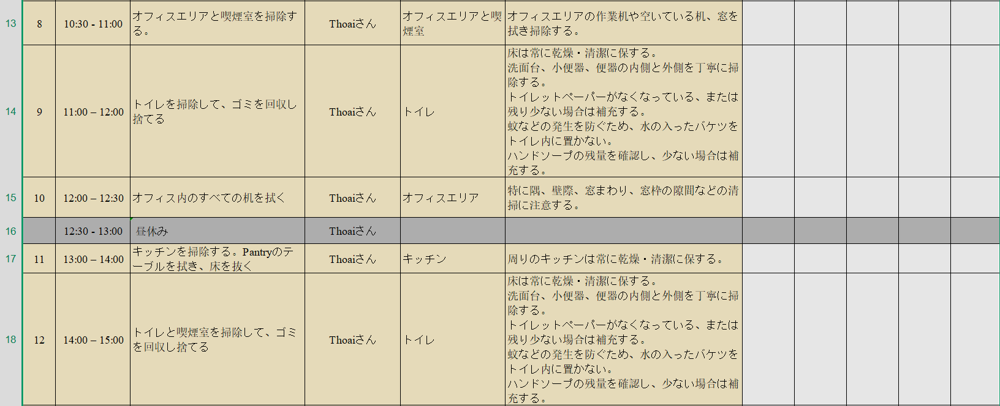 13
8
10:30 - 11:00
オフィスエリアと喫煙室を掃除す
る。
Thoaiさん
オフィスエリアと喫
煙室
オフィスエリアの作業机や空いている机、窓を
拭き掃除する。
14
9
11:00 – 12:00
トイレを掃除して、ゴミを回収し
捨てる
Thoaiさん
トイレ
床は常に乾燥・清潔に保する。
洗面台、小便器、便器の内側と外側を丁寧に掃
除する。
トイレットペーパーがなくなっている、または
残り少ない場合は補充する。
蚊などの発生を防ぐため、水の入ったバケツを
トイレ内に置かない。
ハンドソープの残量を確認し、少ない場合は補
充する。
15
10
12:00 – 12:30
オフィス内のすべての机を拭く
Thoaiさん
オフィスエリア
特に隅、壁際、窓まわり、窓枠の隙間などの清
掃に注意する。
16
12:30 - 13:00
昼休み
Thoaiさん
17
11
13:00 – 14:00
キッチンを掃除する。Pantryのテ
ーブルを拭き、床を抜く
Thoaiさん
キッチン
周りのキッチンは常に乾燥・清潔に保する。
18
12
14:00 – 15:00
トイレと喫煙室を掃除して、ゴミ
を回収し捨てる
Thoaiさん
トイレ
床は常に乾燥・清潔に保する。
洗面台、小便器、便器の内側と外側を丁寧に掃
除する。
トイレットペーパーがなくなっている、または
残り少ない場合は補充する。
蚊などの発生を防ぐため、水の入ったバケツを
トイレ内に置かない。
ハンドソープの残量を確認し、少ない場合は補
充する。